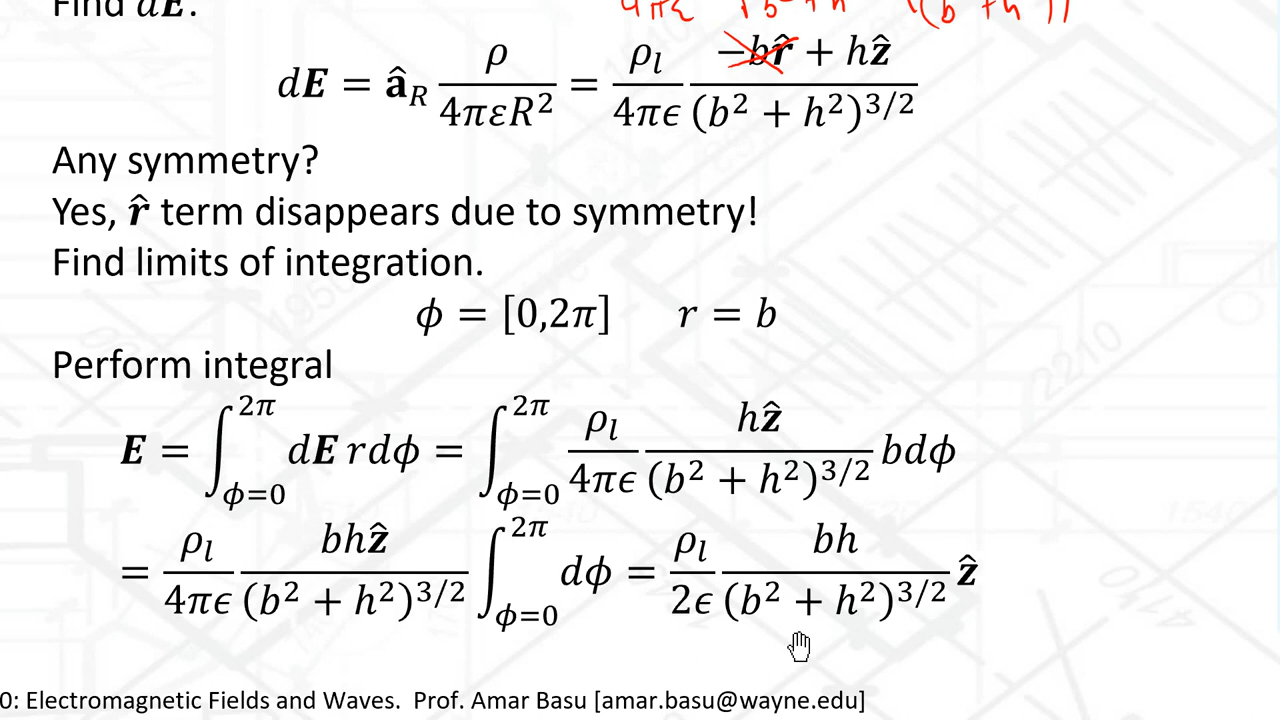 Find dE.
dE = â_R ρ/(4πεR²) = ρ_l/(4πϵ) (−br̂ + hẑ)/(b² + h²)^{3/2}
Any symmetry?
Yes, r̂ term disappears due to symmetry!
Find limits of integration.
ϕ = [0,2π] r = b
Perform integral
E = ∫_{ϕ=0}^{2π} dE rdϕ = ∫_{ϕ=0}^{2π} ρ_l/(4πϵ) hẑ/(b² + h²)^{3/2} bdϕ
= ρ_l/(4πϵ) bhẑ/(b² + h²)^{3/2} ∫_{ϕ=0}^{2π} dϕ = ρ_l/(2ϵ) bh/(b² + h²)^{3/2} ẑ
0: Electromagnetic Fields and Waves. Prof. Amar Basu [amar.basu@wayne.edu]